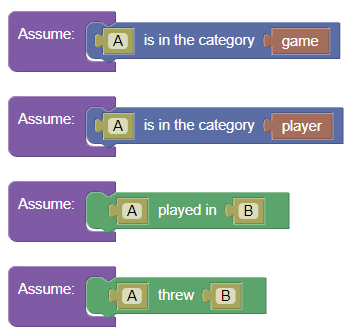 Assume: A is in the category game
Assume: A is in the category player
Assume: A played in B
Assume: A threw B